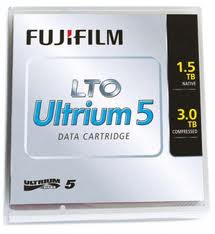 FUJIFILM
LTO
Ultrium 5
DATA CARTRIDGE
1.5
TB
NATIVE
3.0
TB
COMPRESSED
ULTRIUM 5